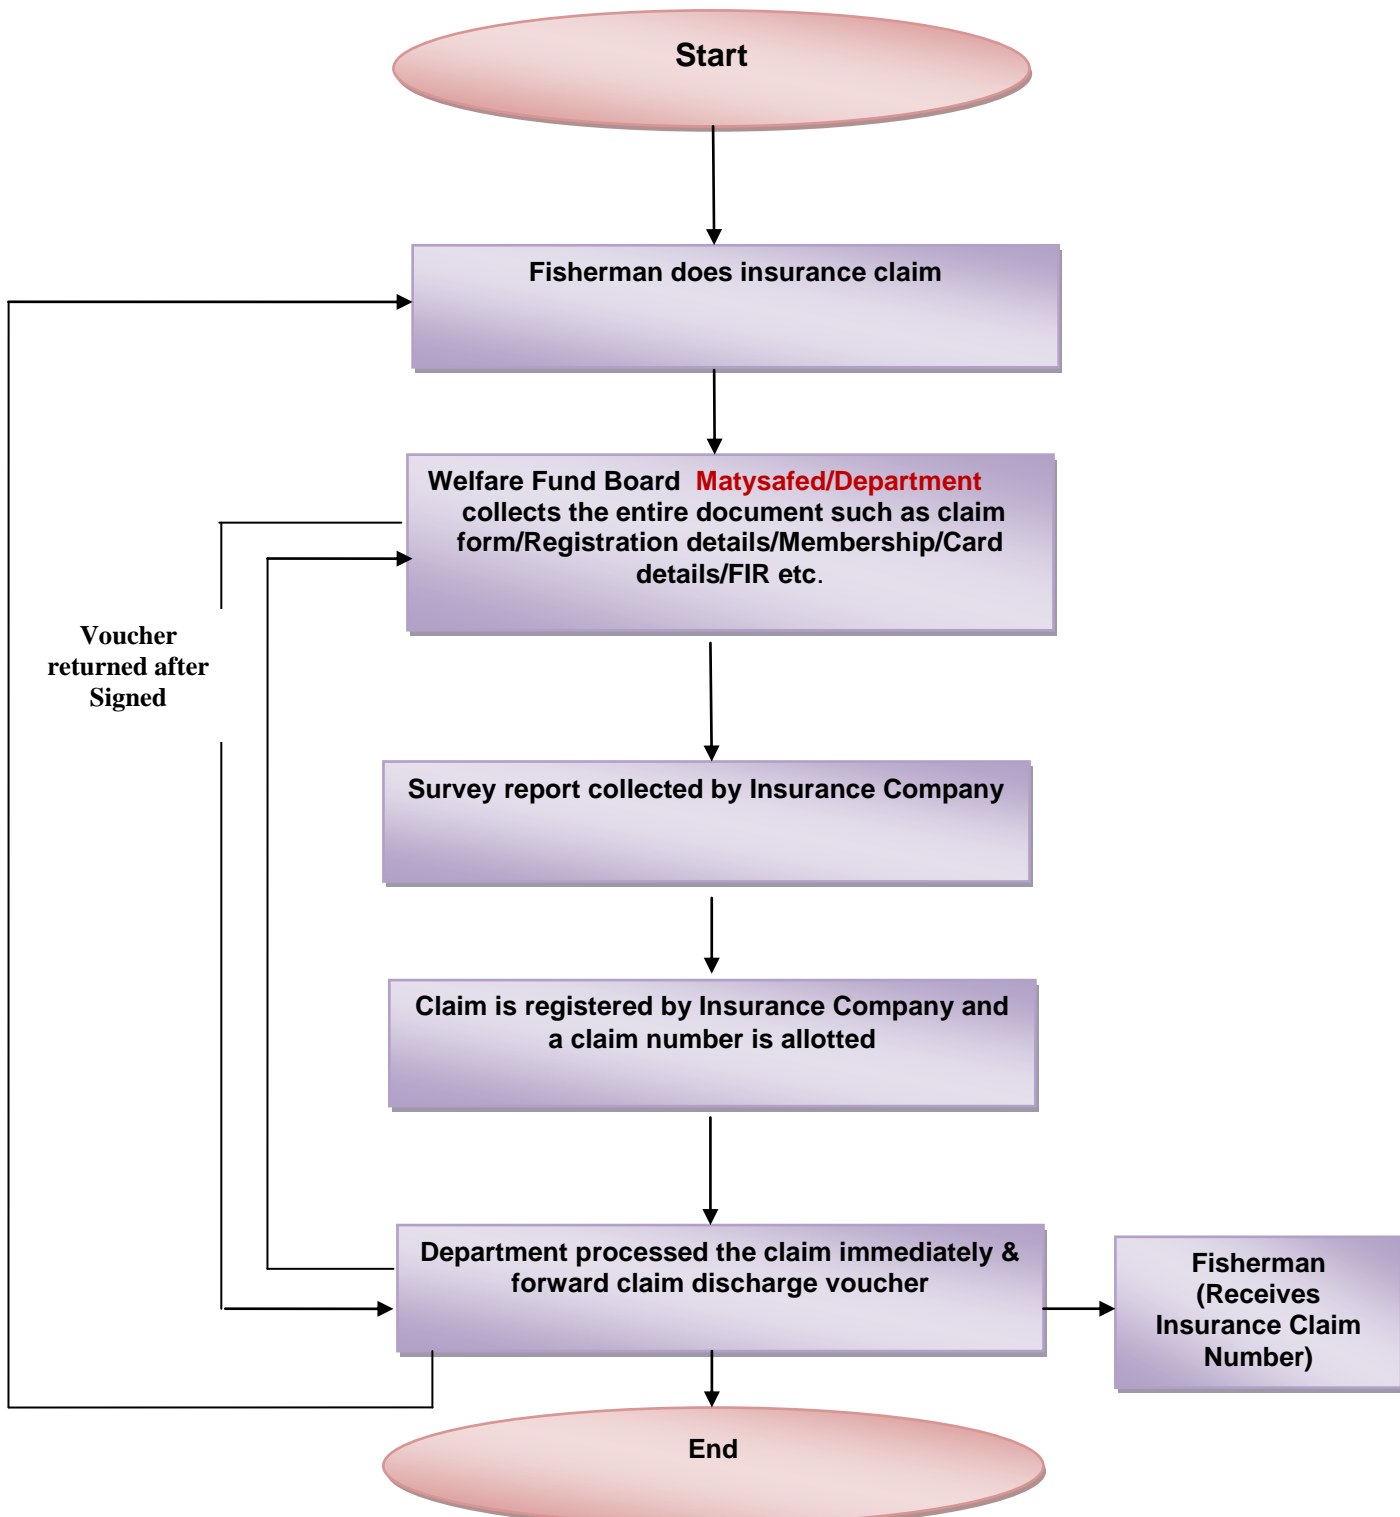 Start
Fisherman does insurance claim
Welfare Fund Board Matysafed/Department
collects the entire document such as claim
form/Registration details/Membership/Card
details/FIR etc.
Voucher
returned after
Signed
Survey report collected by Insurance Company
Claim is registered by Insurance Company and
a claim number is allotted
Department processed the claim immediately &
forward claim discharge voucher
Fisherman
(Receives
Insurance Claim
Number)
End